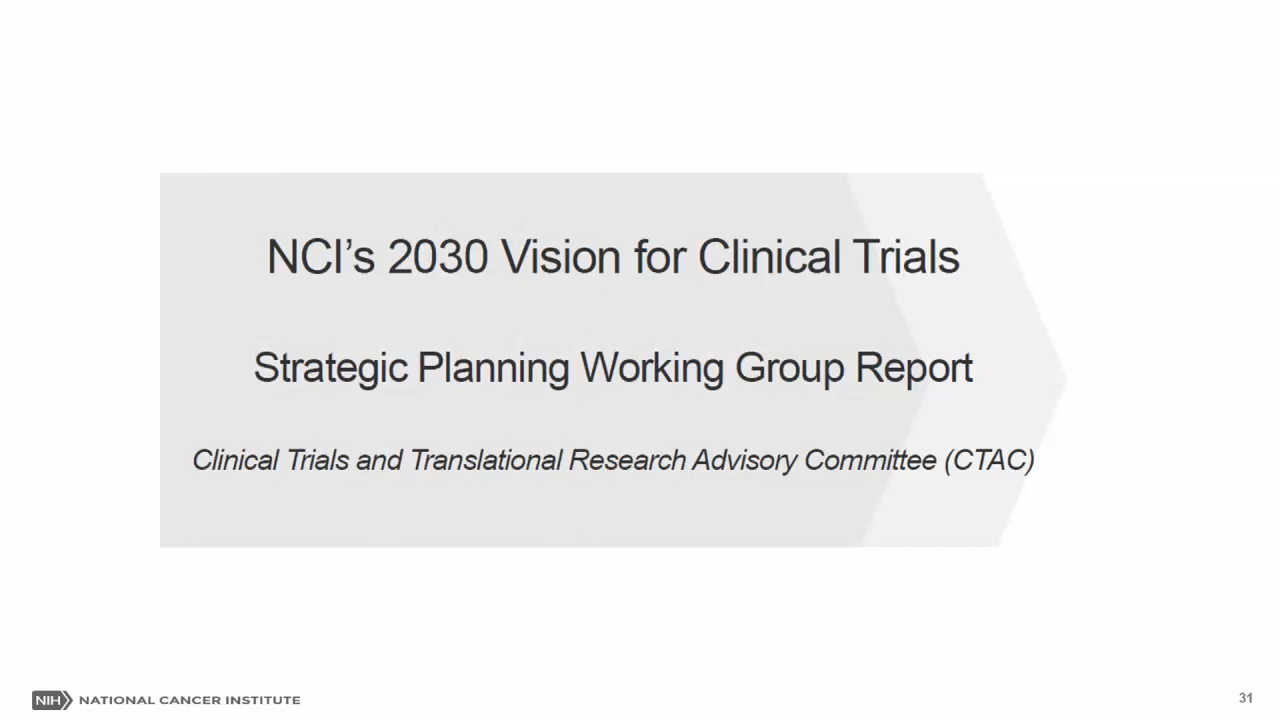 NCI’s 2030 Vision for Clinical Trials
Strategic Planning Working Group Report
Clinical Trials and Translational Research Advisory Committee (CTAC)
NIH NATIONAL CANCER INSTITUTE
31